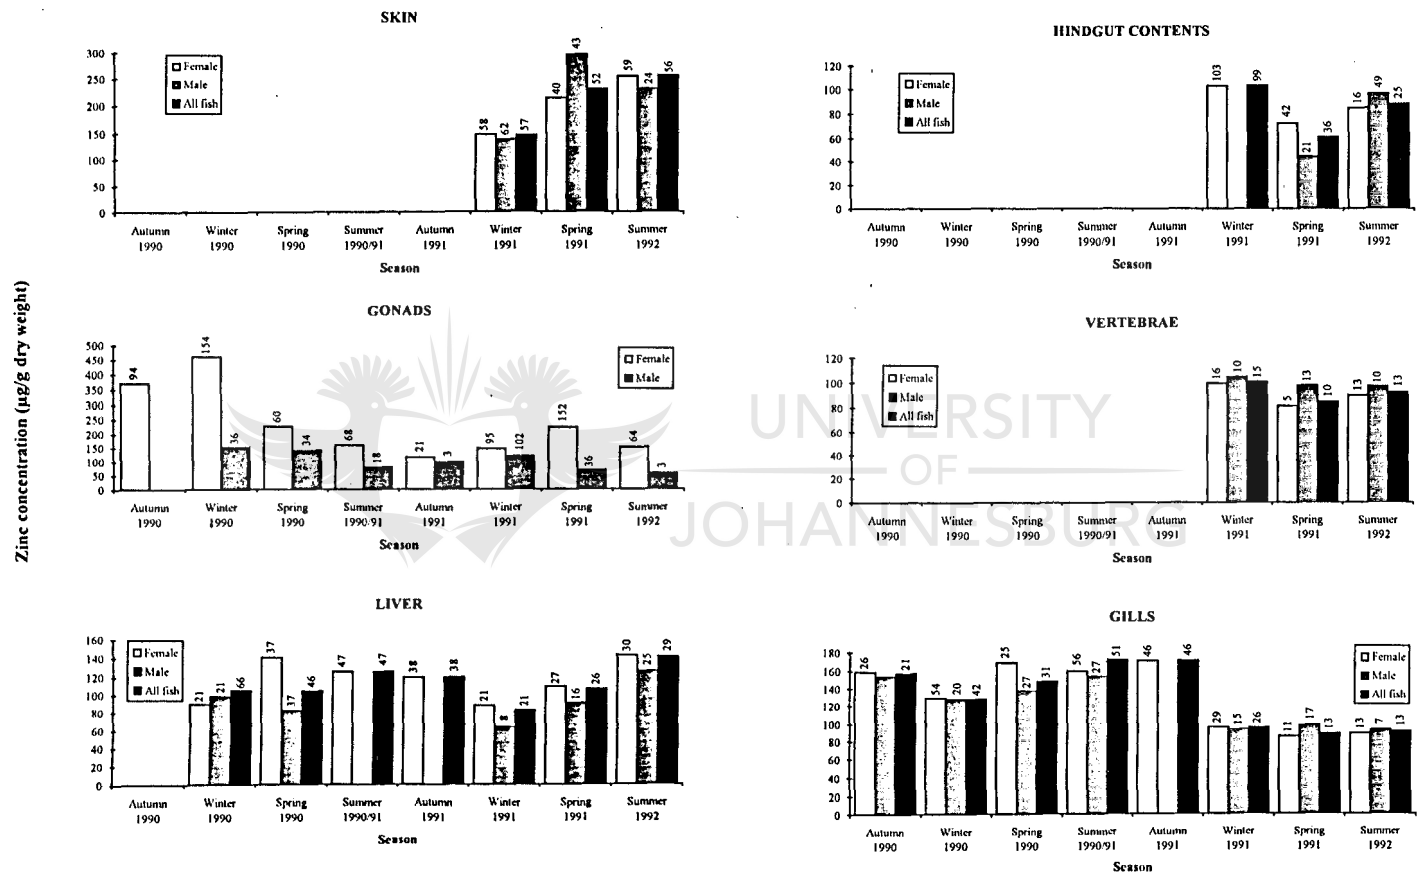 SKIN
300
250
200
150
100
50
0
Female
Male
All fish
58
62
57
40
43
52
59
24
56
Autumn Winter Spring Summer Autumn Winter Spring Summer
1990 1990 1990 1990/91 1991 1991 1991 1992
Season
HINDGUT CONTENTS
120
100
80
60
40
20
0
Female
Male
All fish
103
99
42
21
36
16
49
25
Autumn Winter Spring Summer Autumn Winter Spring Summer
1990 1990 1990 1990/91 1991 1991 1991 1992
Season
Zinc concentration (µg/g dry weight)
GONADS
500
450
400
350
300
250
200
150
100
50
0
Female
Male
94
154
36
60
34
68
18
21
3
95
102
152
36
64
3
Autumn Winter Spring Summer Autumn Winter Spring Summer
1990 1990 1990 1990/91 1991 1991 1991 1992
Season
VERTEBRAE
120
100
80
60
40
20
0
Female
Male
All fish
16
10
15
5
13
10
13
10
13
Autumn Winter Spring Summer Autumn Winter Spring Summer
1990 1990 1990 1990/91 1991 1991 1991 1992
Season
UNIVERSITY
OF
JOHANNESBURG
LIVER
160
140
120
100
80
60
40
20
0
Female
Male
All fish
21
21
66
37
37
46
47
47
38
38
21
8
21
27
16
26
30
25
29
Autumn Winter Spring Summer Autumn Winter Spring Summer
1990 1990 1990 1990/91 1991 1991 1991 1992
Season
GILLS
180
160
140
120
100
80
60
40
20
0
Female
Male
All fish
26
21
54
20
42
25
27
31
56
27
51
46
46
29
15
26
11
17
13
13
7
13
Autumn Winter Spring Summer Autumn Winter Spring Summer
1990 1990 1990 1990/91 1991 1991 1991 1992
Season